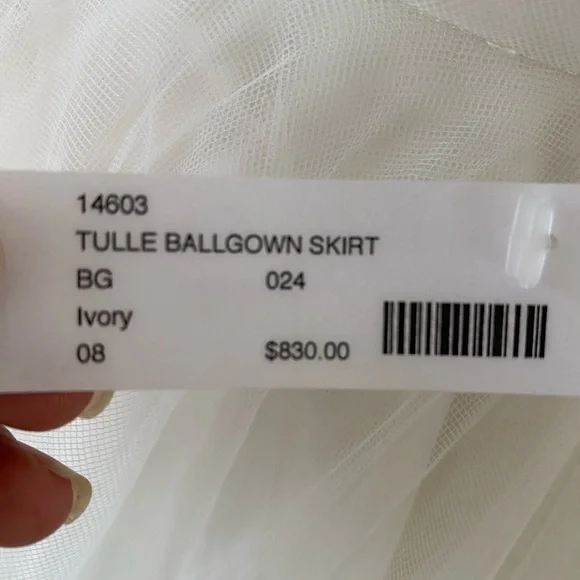 14603
TULLE BALLGOWN SKIRT
BG 024
Ivory
08 $830.00